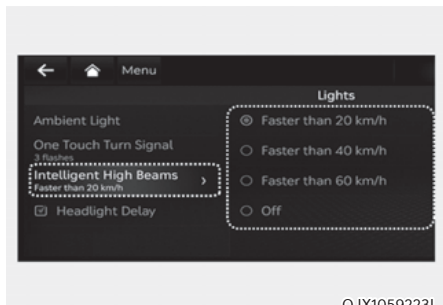 Menu
Lights
Ambient Light
One Touch Turn Signal
3 flashes
Intelligent High Beams
Faster than 20 km/h
Headlight Delay
Faster than 20 km/h
Faster than 40 km/h
Faster than 60 km/h
Off